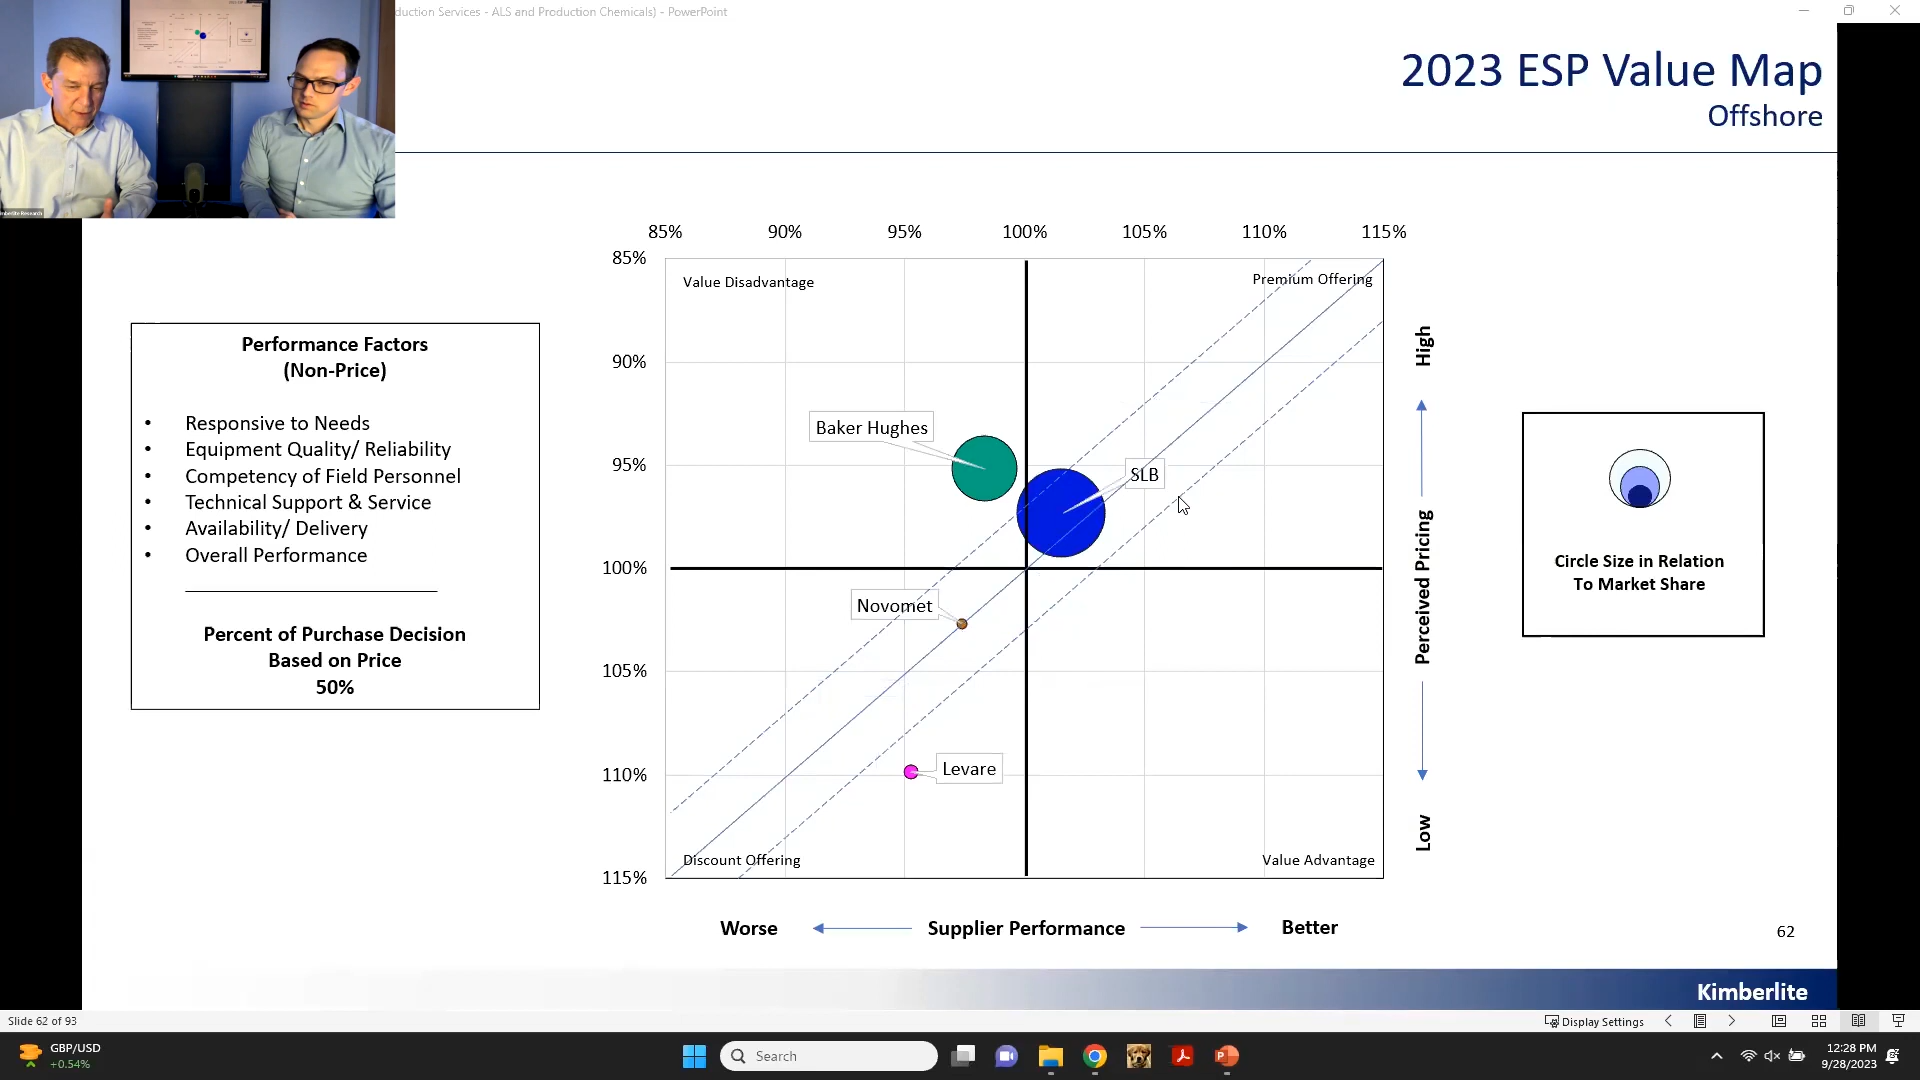 duction Services - ALS and Production Chemicals) - PowerPoint
2023 ESP Value Map
Offshore
Performance Factors
(Non-Price)
• Responsive to Needs
• Equipment Quality/ Reliability
• Competency of Field Personnel
• Technical Support & Service
• Availability/ Delivery
• Overall Performance
Percent of Purchase Decision
Based on Price
50%
85% 90% 95% 100% 105% 110% 115%
85%
90%
95%
100%
105%
110%
115%
Value Disadvantage
Premium Offering
Baker Hughes
SLB
Novomet
Levare
Discount Offering
Value Advantage
High
Perceived Pricing
Low
Worse
Supplier Performance
Better
Circle Size in Relation
To Market Share
62
Kimberlite
Slide 62 of 93
Display Settings
GBP/USD
+0.54%
Search
12:28 PM
9/28/2023